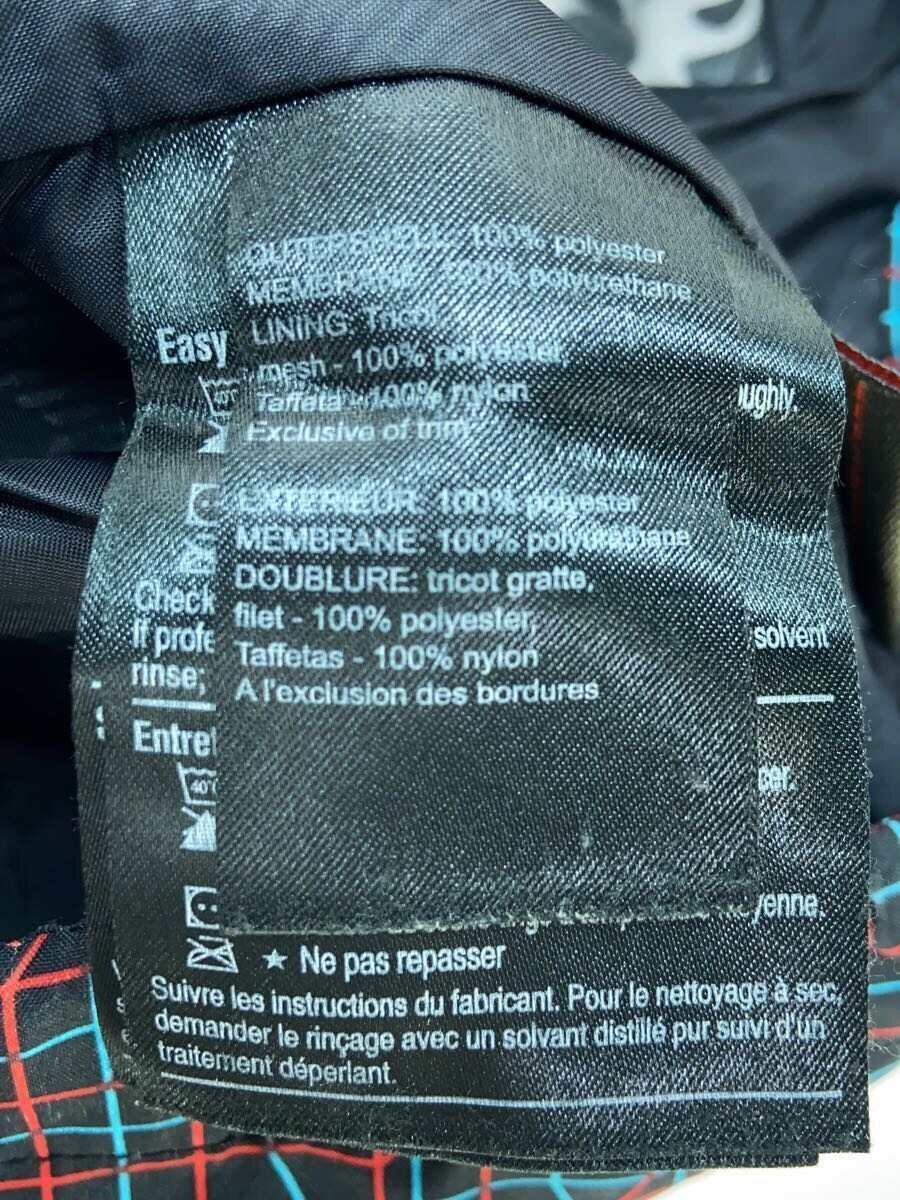 OUTERSHELL: 100% polyester
MEMBRANE: 100% polyurethane
LINING: Tricot,
mesh - 100% polyester,
Taffeta - 100% nylon
Exclusive of trim
EXTERIEUR: 100% polyester
MEMBRANE: 100% polyurethane
DOUBLURE: tricot gratte,
filet - 100% polyester,
Taffetas - 100% nylon
A l'exclusion des bordures
Easy
ughly.
Check
If profe
solvent
rinse;
Entret
40°
cer.
yenne.
★ Ne pas repasser
Suivre les instructions du fabricant. Pour le nettoyage à sec,
demander le rinçage avec un solvant distillé pur suivi d'un
traitement déperlant.